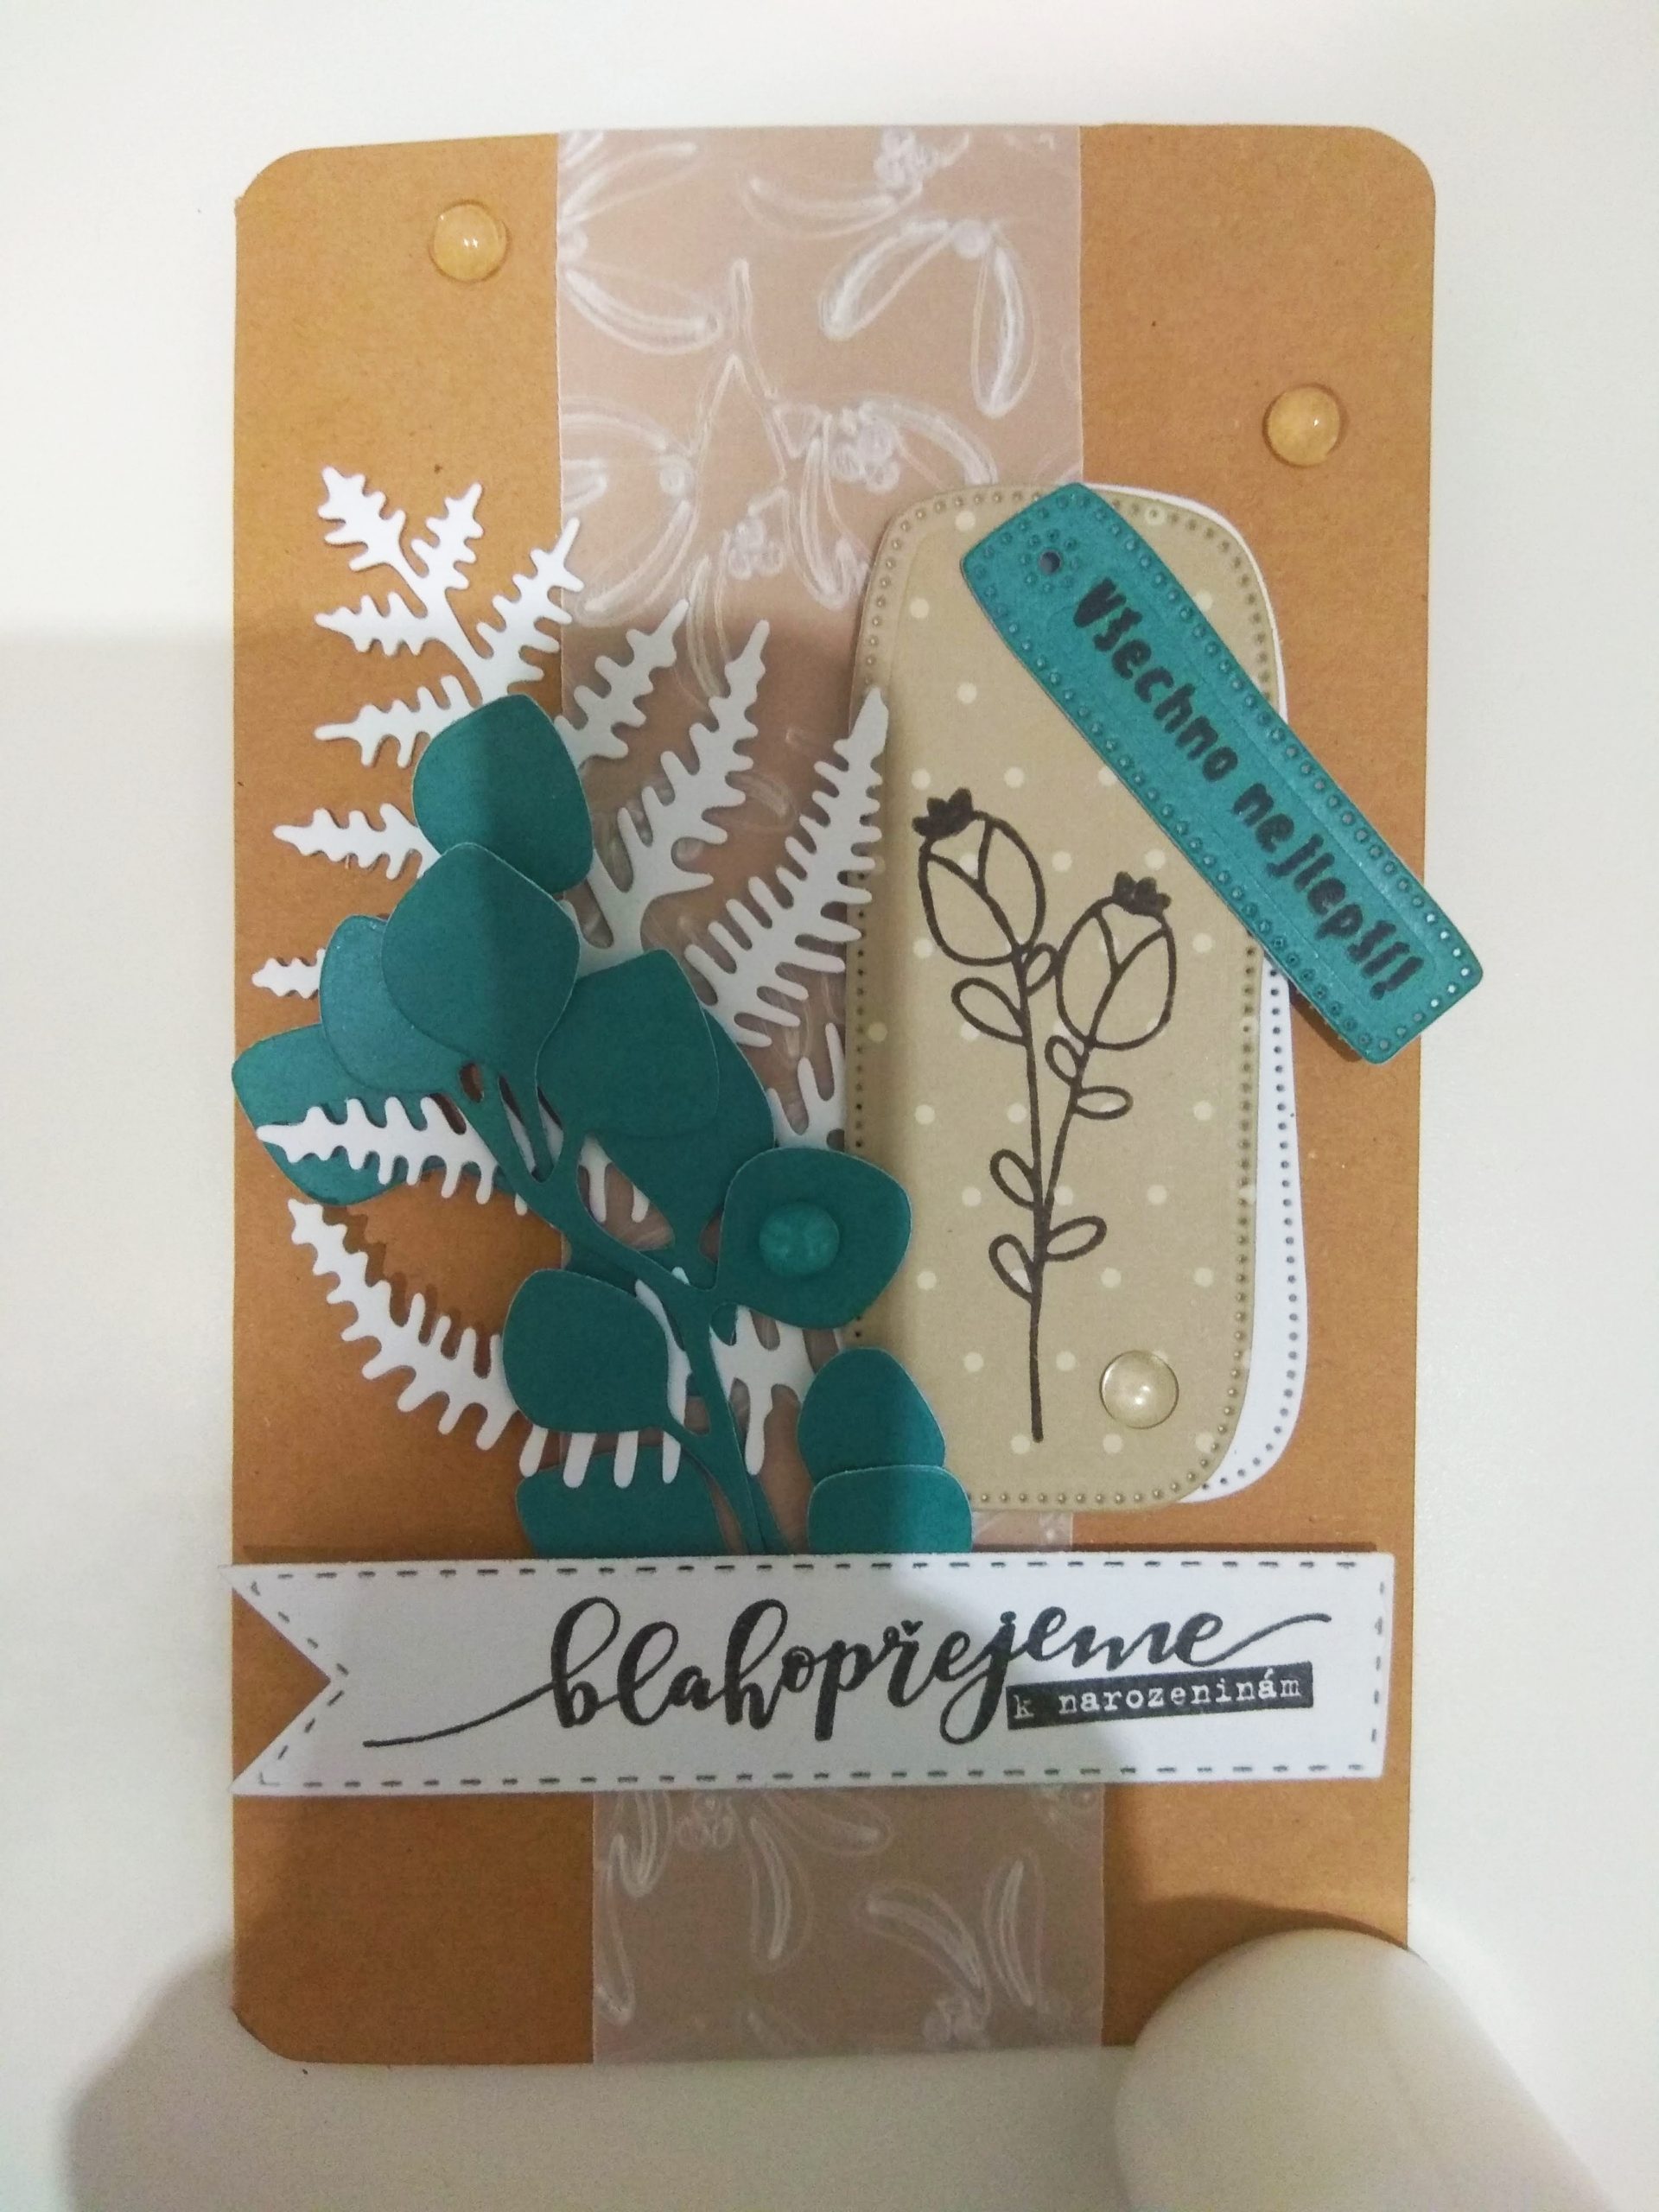 Všechno nejlepší!
blahopřejeme
k narozeninám